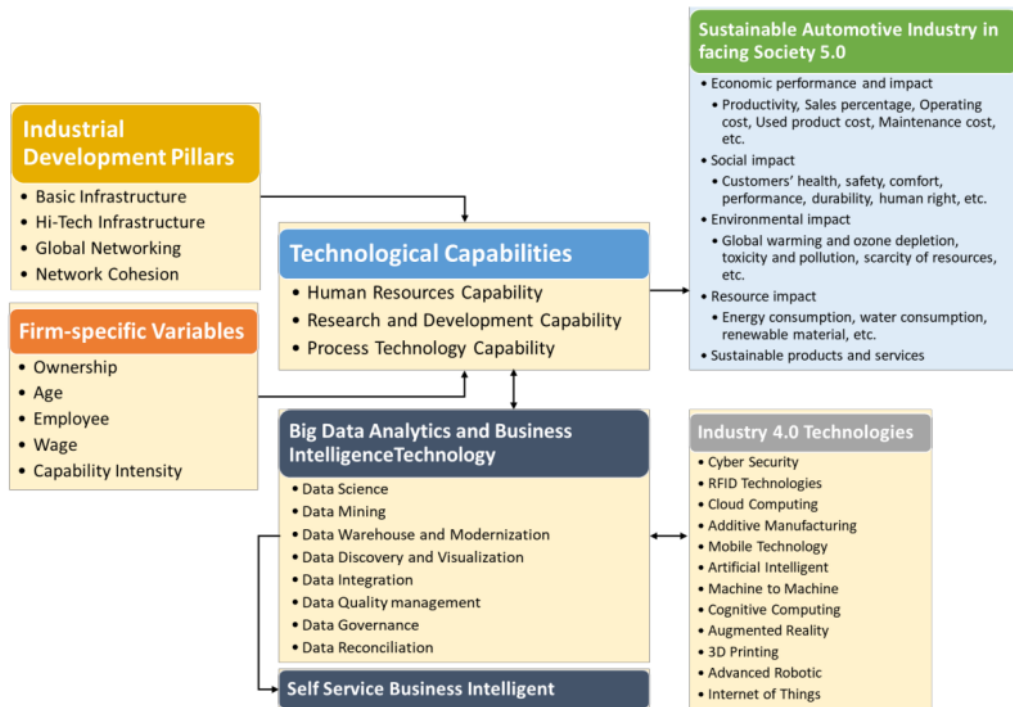 Industrial
Development Pillars
• Basic Infrastructure
• Hi-Tech Infrastructure
• Global Networking
• Network Cohesion
Firm-specific Variables
• Ownership
• Age
• Employee
• Wage
• Capability Intensity
Technological Capabilities
• Human Resources Capability
• Research and Development Capability
• Process Technology Capability
Big Data Analytics and Business
IntelligenceTechnology
• Data Science
• Data Mining
• Data Warehouse and Modernization
• Data Discovery and Visualization
• Data Integration
• Data Quality management
• Data Governance
• Data Reconciliation
Self Service Business Intelligent
Sustainable Automotive Industry in
facing Society 5.0
• Economic performance and impact
• Productivity, Sales percentage, Operating
cost, Used product cost, Maintenance cost,
etc.
• Social impact
• Customers’ health, safety, comfort,
performance, durability, human right, etc.
• Environmental impact
• Global warming and ozone depletion,
toxicity and pollution, scarcity of resources,
etc.
• Resource impact
• Energy consumption, water consumption,
renewable material, etc.
• Sustainable products and services
Industry 4.0 Technologies
• Cyber Security
• RFID Technologies
• Cloud Computing
• Additive Manufacturing
• Mobile Technology
• Artificial Intelligent
• Machine to Machine
• Cognitive Computing
• Augmented Reality
• 3D Printing
• Advanced Robotic
• Internet of Things